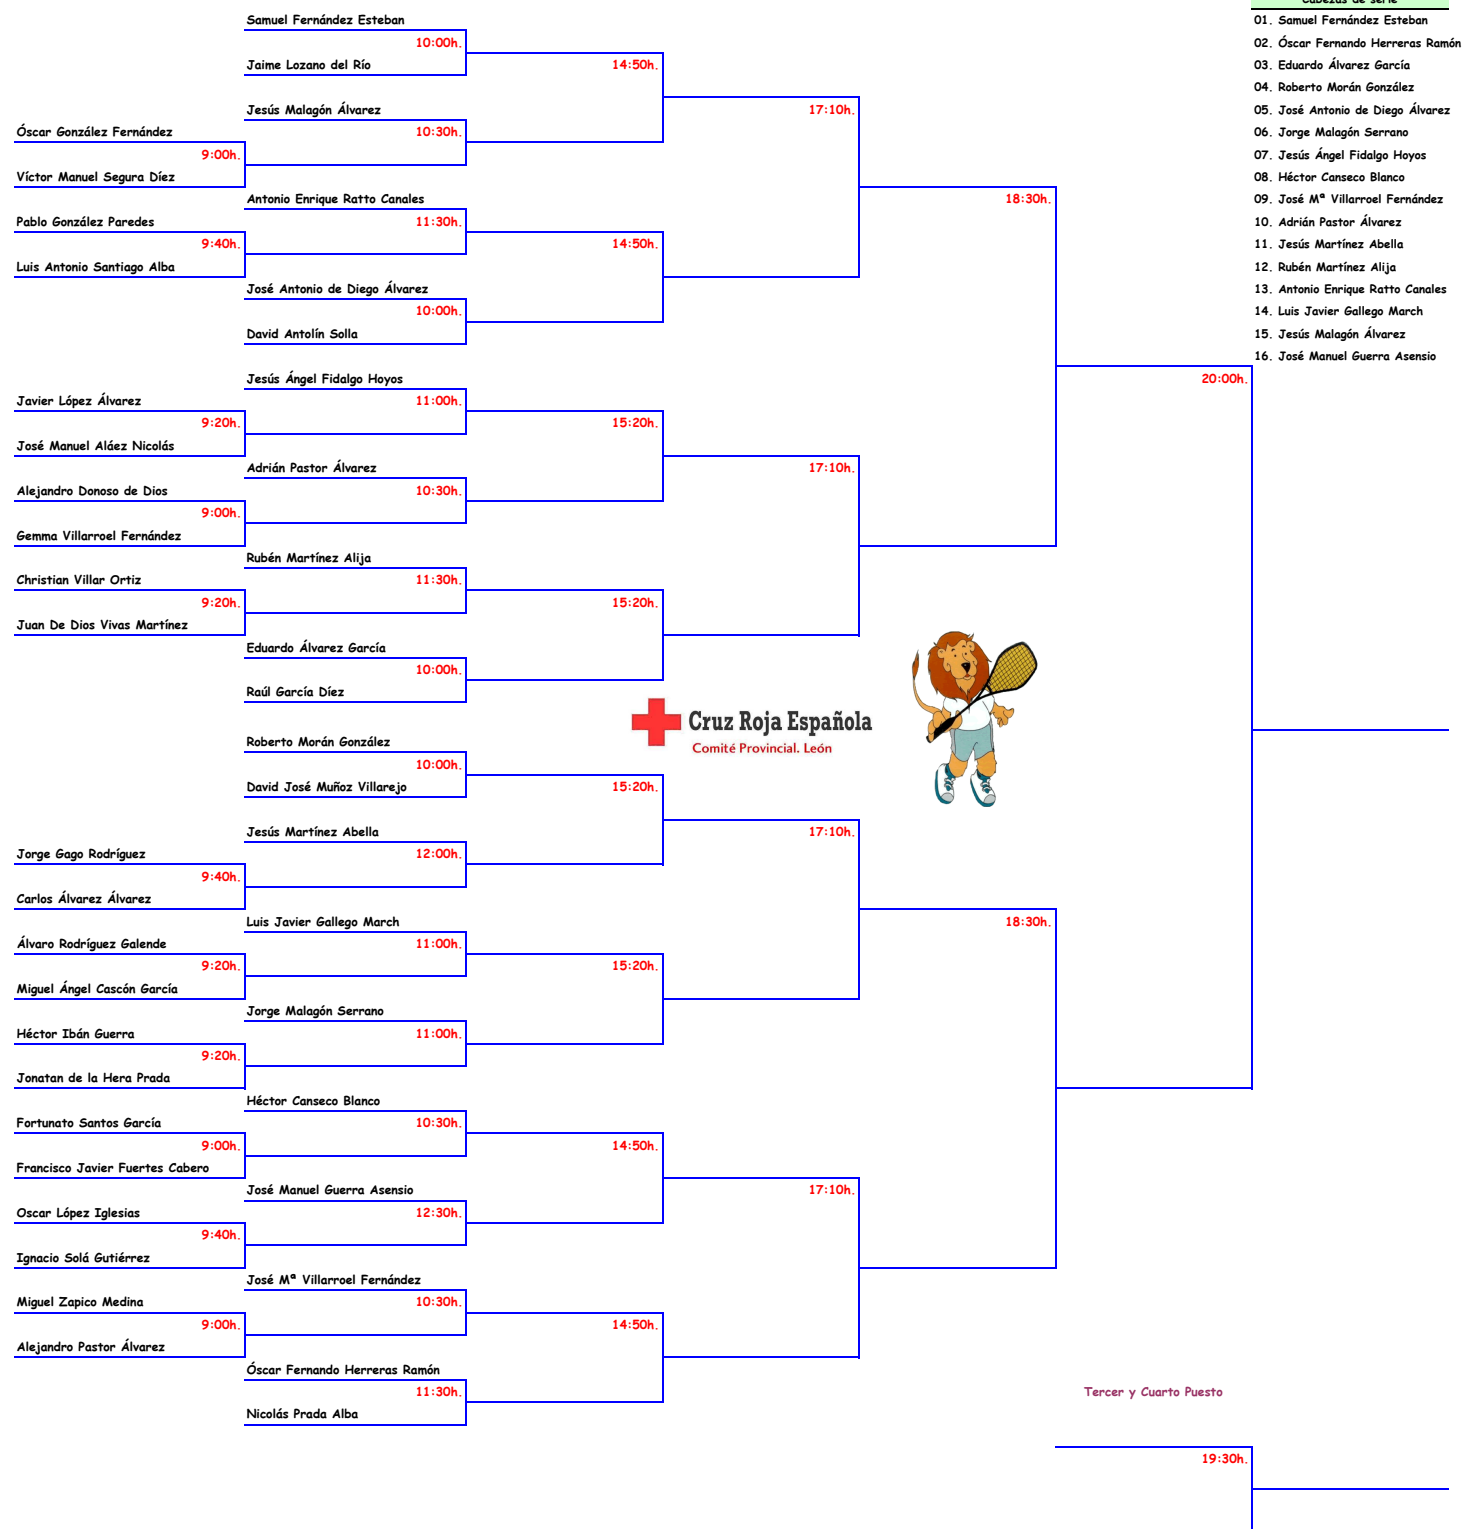 Cabezas de serie
Samuel Fernández Esteban
01. Samuel Fernández Esteban
10:00h.
02. Óscar Fernando Herreras Ramón
Jaime Lozano del Río
14:50h.
03. Eduardo Álvarez García
04. Roberto Morán González
Jesús Malagón Álvarez
17:10h.
05. José Antonio de Diego Álvarez
Óscar González Fernández
10:30h.
06. Jorge Malagón Serrano
9:00h.
07. Jesús Ángel Fidalgo Hoyos
Víctor Manuel Segura Díez
08. Héctor Canseco Blanco
Antonio Enrique Ratto Canales
18:30h.
09. José Mª Villarroel Fernández
Pablo González Paredes
11:30h.
10. Adrián Pastor Álvarez
9:40h.
14:50h.
11. Jesús Martínez Abella
Luis Antonio Santiago Alba
12. Rubén Martínez Alija
José Antonio de Diego Álvarez
13. Antonio Enrique Ratto Canales
10:00h.
14. Luis Javier Gallego March
David Antolín Solla
15. Jesús Malagón Álvarez
16. José Manuel Guerra Asensio
Jesús Ángel Fidalgo Hoyos
20:00h.
Javier López Álvarez
11:00h.
9:20h.
15:20h.
José Manuel Aláez Nicolás
Adrián Pastor Álvarez
17:10h.
Alejandro Donoso de Dios
10:30h.
9:00h.
Gemma Villarroel Fernández
Rubén Martínez Alija
Christian Villar Ortiz
11:30h.
9:20h.
15:20h.
Juan De Dios Vivas Martínez
Eduardo Álvarez García
10:00h.
Raúl García Díez
Cruz Roja Española
Comité Provincial. León
Roberto Morán González
10:00h.
David José Muñoz Villarejo
15:20h.
Jesús Martínez Abella
17:10h.
Jorge Gago Rodríguez
12:00h.
9:40h.
Carlos Álvarez Álvarez
Luis Javier Gallego March
18:30h.
Álvaro Rodríguez Galende
11:00h.
9:20h.
15:20h.
Miguel Ángel Cascón García
Jorge Malagón Serrano
Héctor Ibán Guerra
11:00h.
9:20h.
Jonatan de la Hera Prada
Héctor Canseco Blanco
Fortunato Santos García
10:30h.
9:00h.
14:50h.
Francisco Javier Fuertes Cabero
José Manuel Guerra Asensio
17:10h.
Oscar López Iglesias
12:30h.
9:40h.
Ignacio Solá Gutiérrez
José Mª Villarroel Fernández
Miguel Zapico Medina
10:30h.
9:00h.
14:50h.
Alejandro Pastor Álvarez
Óscar Fernando Herreras Ramón
11:30h.
Tercer y Cuarto Puesto
Nicolás Prada Alba
19:30h.